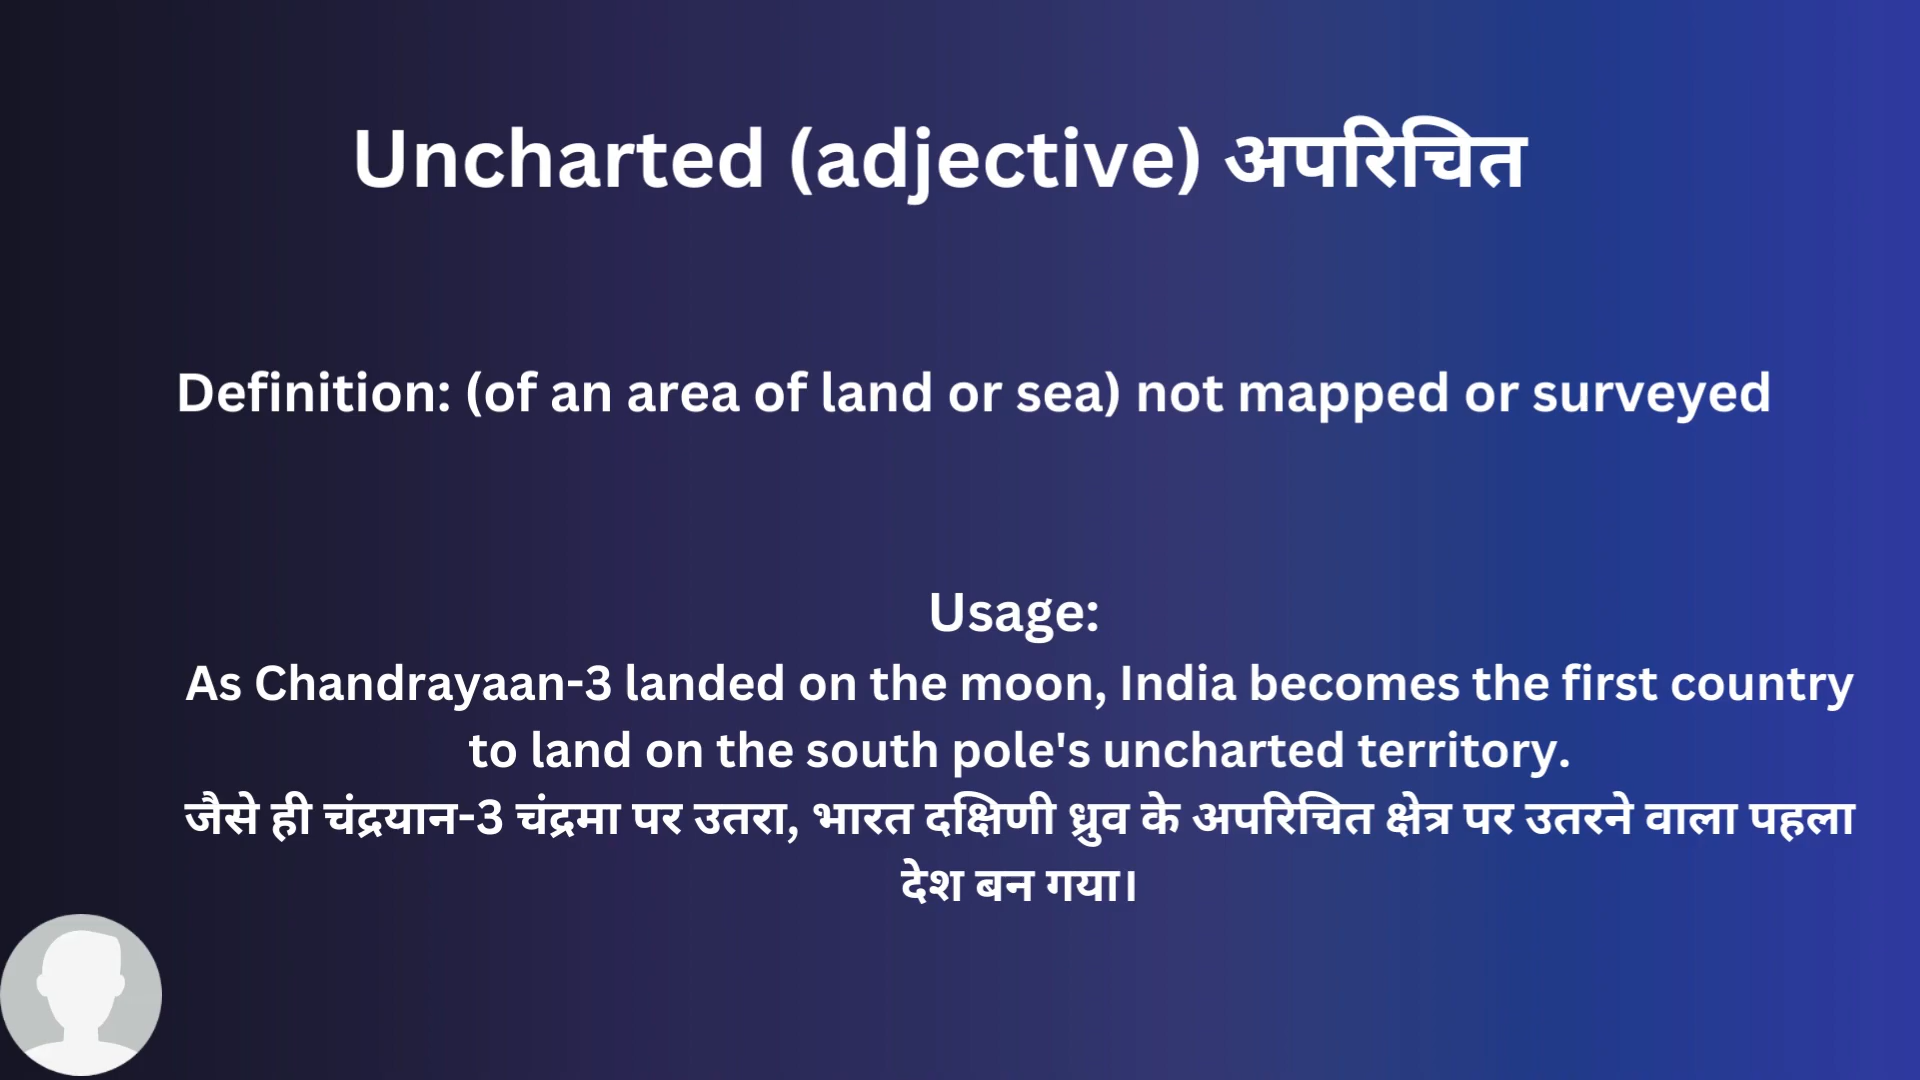 Uncharted (adjective) अपरिचित
Definition: (of an area of land or sea) not mapped or surveyed
Usage:
As Chandrayaan-3 landed on the moon, India becomes the first country
to land on the south pole's uncharted territory.
जैसे ही चंद्रयान-3 चंद्रमा पर उतरा, भारत दक्षिणी ध्रुव के अपरिचित क्षेत्र पर उतरने वाला पहला
देश बन गया।